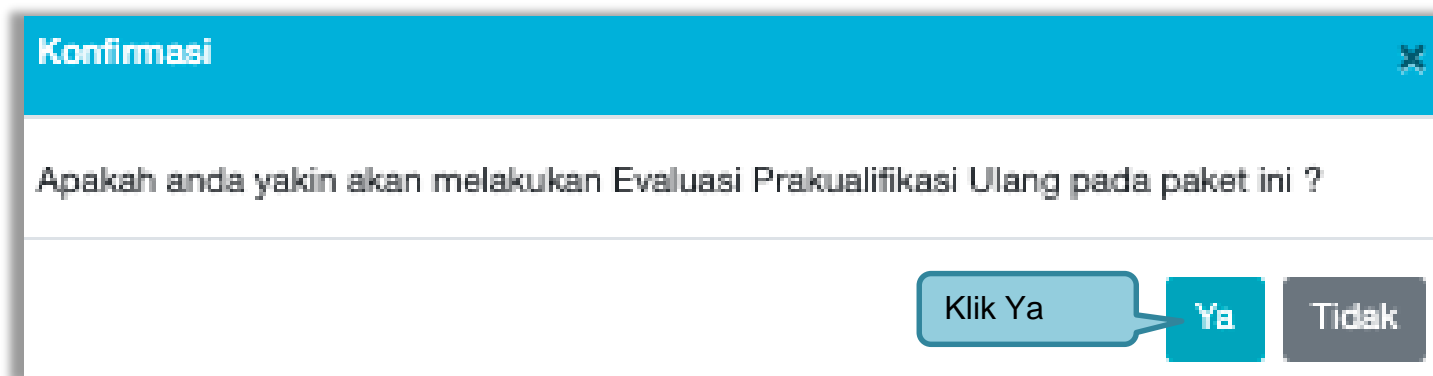 Konfirmasi
Apakah anda yakin akan melakukan Evaluasi Prakualifikasi Ulang pada paket ini ?
Klik Ya
Ya
Tidak